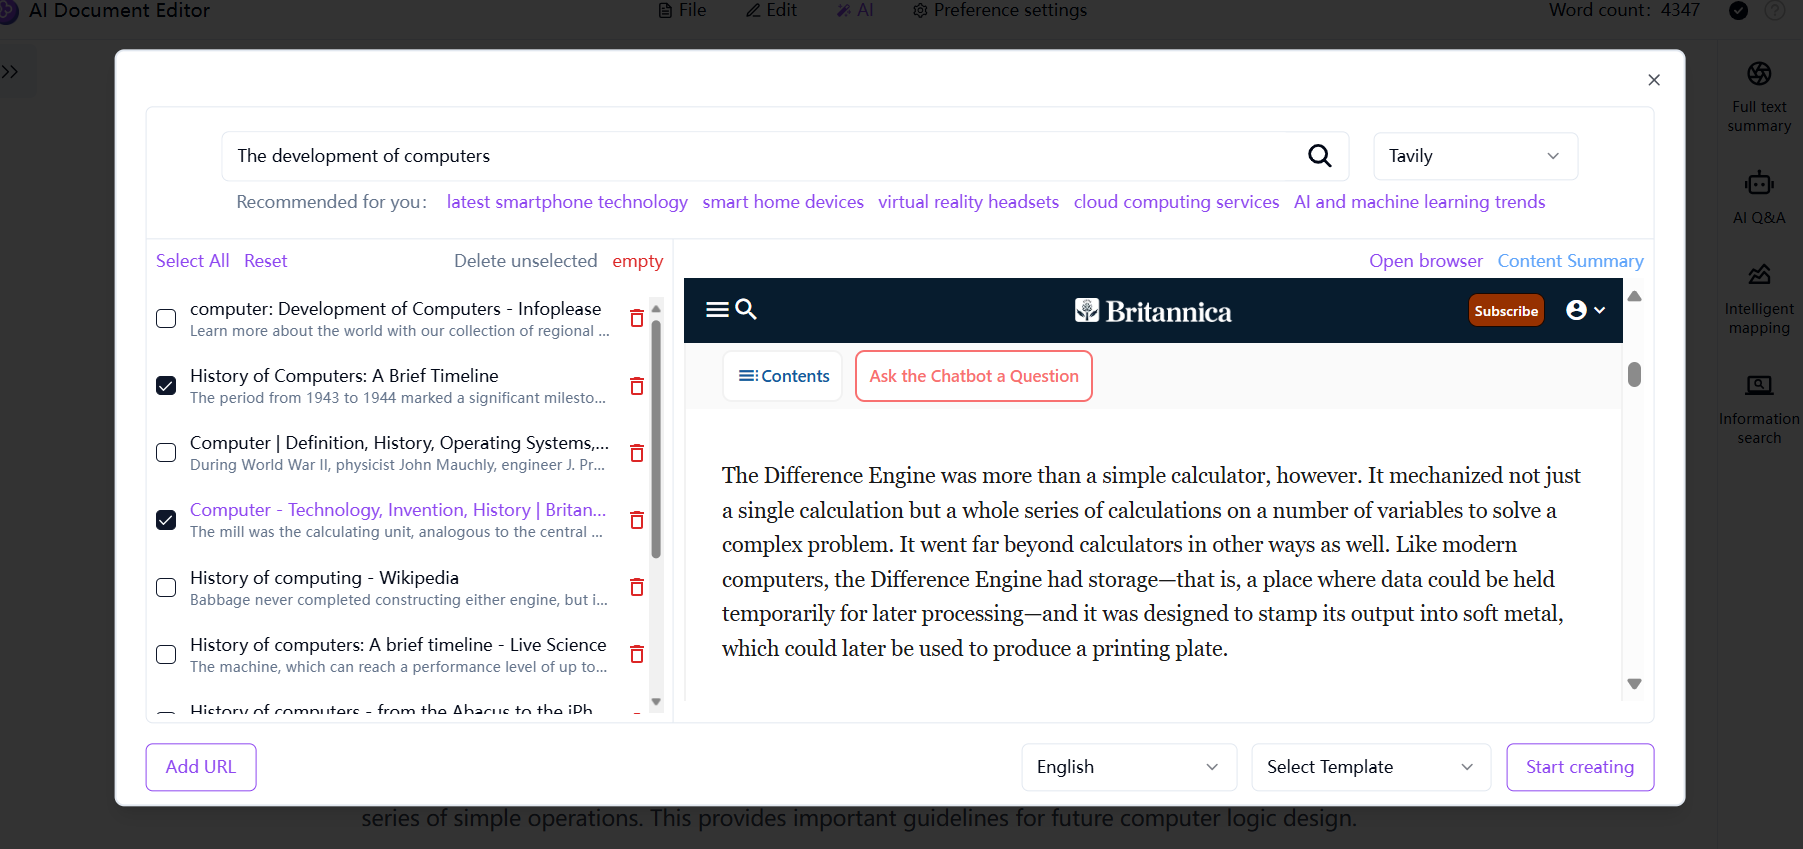 AI Document Editor
File
Edit
AI
Preference settings
Word count: 4347
The development of computers
Tavily
Recommended for you: latest smartphone technology smart home devices virtual reality headsets cloud computing services AI and machine learning trends
Select All Reset
Delete unselected empty
computer: Development of Computers - Infoplease
Learn more about the world with our collection of regional ...
History of Computers: A Brief Timeline
The period from 1943 to 1944 marked a significant milesto...
Computer | Definition, History, Operating Systems,...
During World War II, physicist John Mauchly, engineer J. Pr...
Computer - Technology, Invention, History | Britan...
The mill was the calculating unit, analogous to the central ...
History of computing - Wikipedia
Babbage never completed constructing either engine, but i...
History of computers: A brief timeline - Live Science
The machine, which can reach a performance level of up to...
History of computers - from the Abacus to the iPh
Open browser Content Summary
Britannica
Subscribe
Contents
Ask the Chatbot a Question
The Difference Engine was more than a simple calculator, however. It mechanized not just
a single calculation but a whole series of calculations on a number of variables to solve a
complex problem. It went far beyond calculators in other ways as well. Like modern
computers, the Difference Engine had storage—that is, a place where data could be held
temporarily for later processing—and it was designed to stamp its output into soft metal,
which could later be used to produce a printing plate.
Add URL
English
Select Template
Start creating
Full text
summary
AI Q&A
Intelligent
mapping
Information
search
series of simple operations. This provides important guidelines for future computer logic design.